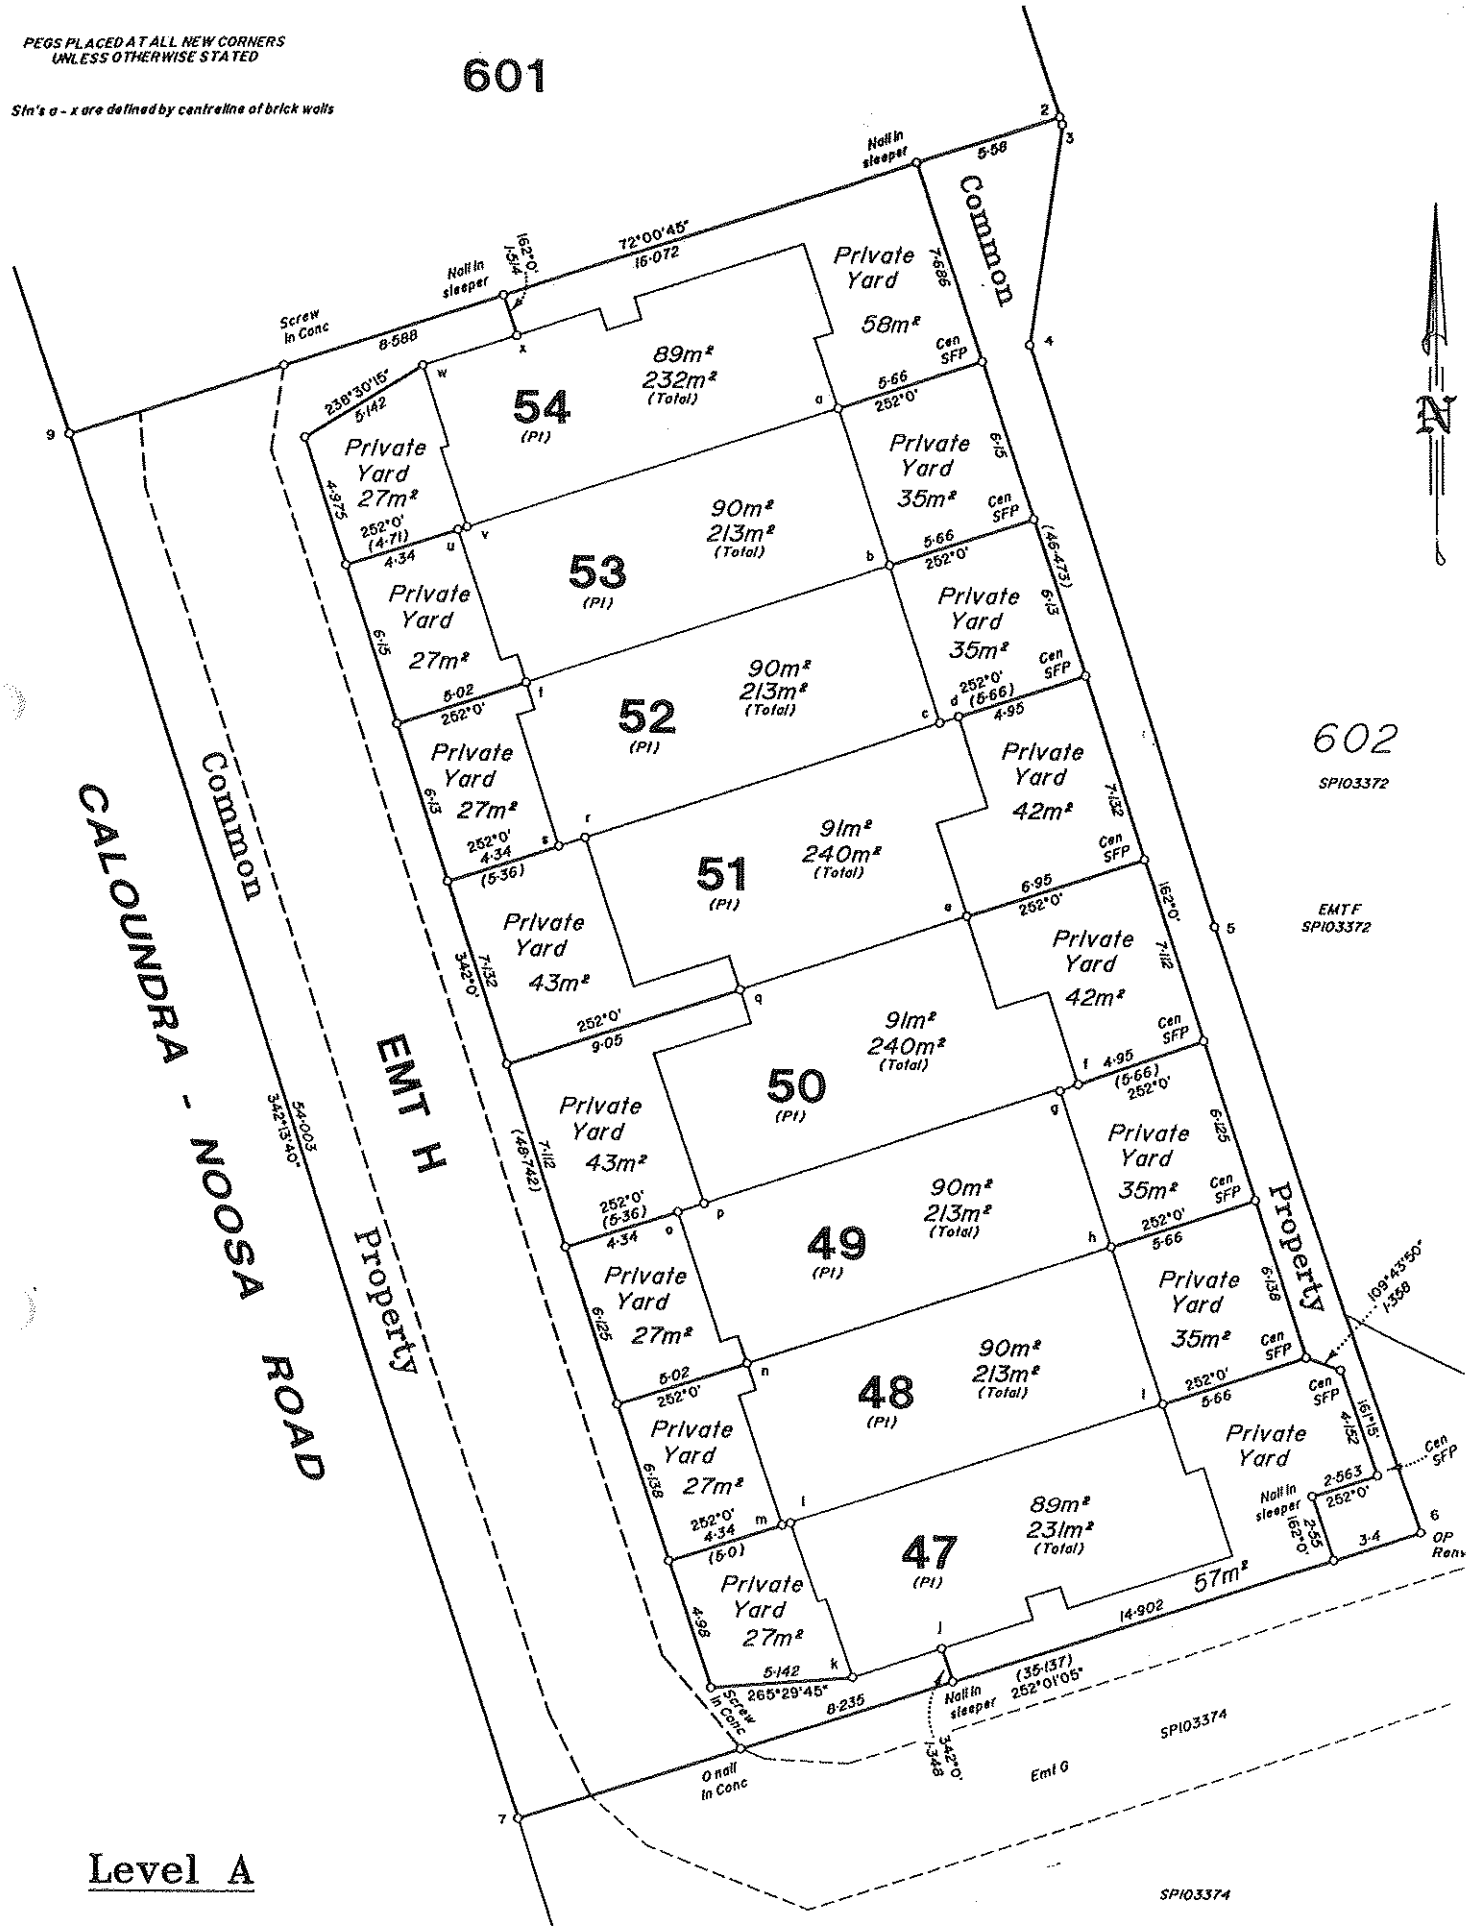 PEGS PLACED AT ALL NEW CORNERS
UNLESS OTHERWISE STATED
Stn's a - x are defined by centreline of brick walls
601
2
3
Nail in
sleeper
5·58
Common
72°00'45"
16·072
162°0'
1·514
Nail in
sleeper
Screw
In Conc
8·588
Private
Yard
58m²
7·686
Cen
SFP
4
9
x
w
238°30'15"
5·142
54
(Pt)
89m²
232m²
(Total)
a
5·66
252°0'
N
Private
Yard
27m²
4·975
252°0'
(4·71)
4·34
u
v
53
(Pt)
90m²
213m²
(Total)
Private
Yard
35m²
6·15
Cen
SFP
b
5·66
252°0'
(46·473)
Private
Yard
27m²
6·15
5·02
252°0'
t
52
(Pt)
90m²
213m²
(Total)
Private
Yard
35m²
6·13
Cen
SFP
c
d
252°0'
(5·66)
4·95
602
SP103372
Private
Yard
27m²
6·13
252°0'
4·34
(5·36)
s
r
51
(Pt)
91m²
240m²
(Total)
Private
Yard
42m²
7·132
Cen
SFP
e
6·95
252°0'
162°0'
5
EMT F
SP103372
Common
CALOUNDRA - NOOSA ROAD
Private
Yard
43m²
7·132
342°0'
252°0'
9·05
q
50
(Pt)
91m²
240m²
(Total)
Private
Yard
42m²
7·112
Cen
SFP
f
4·95
(5·66)
252°0'
g
EMT H
54·003
342°13'40"
Private
Yard
43m²
7·112
(48·742)
252°0'
(5·36)
4·34
o
p
49
(Pt)
90m²
213m²
(Total)
Private
Yard
35m²
6·125
Cen
SFP
h
252°0'
5·66
Property
Property
109°43'50"
1·358
Private
Yard
27m²
6·125
5·02
252°0'
n
48
(Pt)
90m²
213m²
(Total)
Private
Yard
35m²
6·138
Cen
SFP
252°0'
5·66
Cen
SFP
161°15'
4·152
Private
Yard
27m²
6·138
252°0'
4·34
(5·0)
m
l
47
(Pt)
89m²
231m²
(Total)
Private
Yard
57m²
Cen
SFP
2·563
252°0'
Nail in
sleeper
2·55
162°0'
3·4
6
OP
Private
Yard
27m²
4·98
k
j
14·902
5·142
265°29'45"
Screw
In Conc
8·235
Nail in
sleeper
(35·137)
252°01'05"
342°0'
1·348
O nail
In Conc
SP103374
Emt G
7
Level A
SP103374